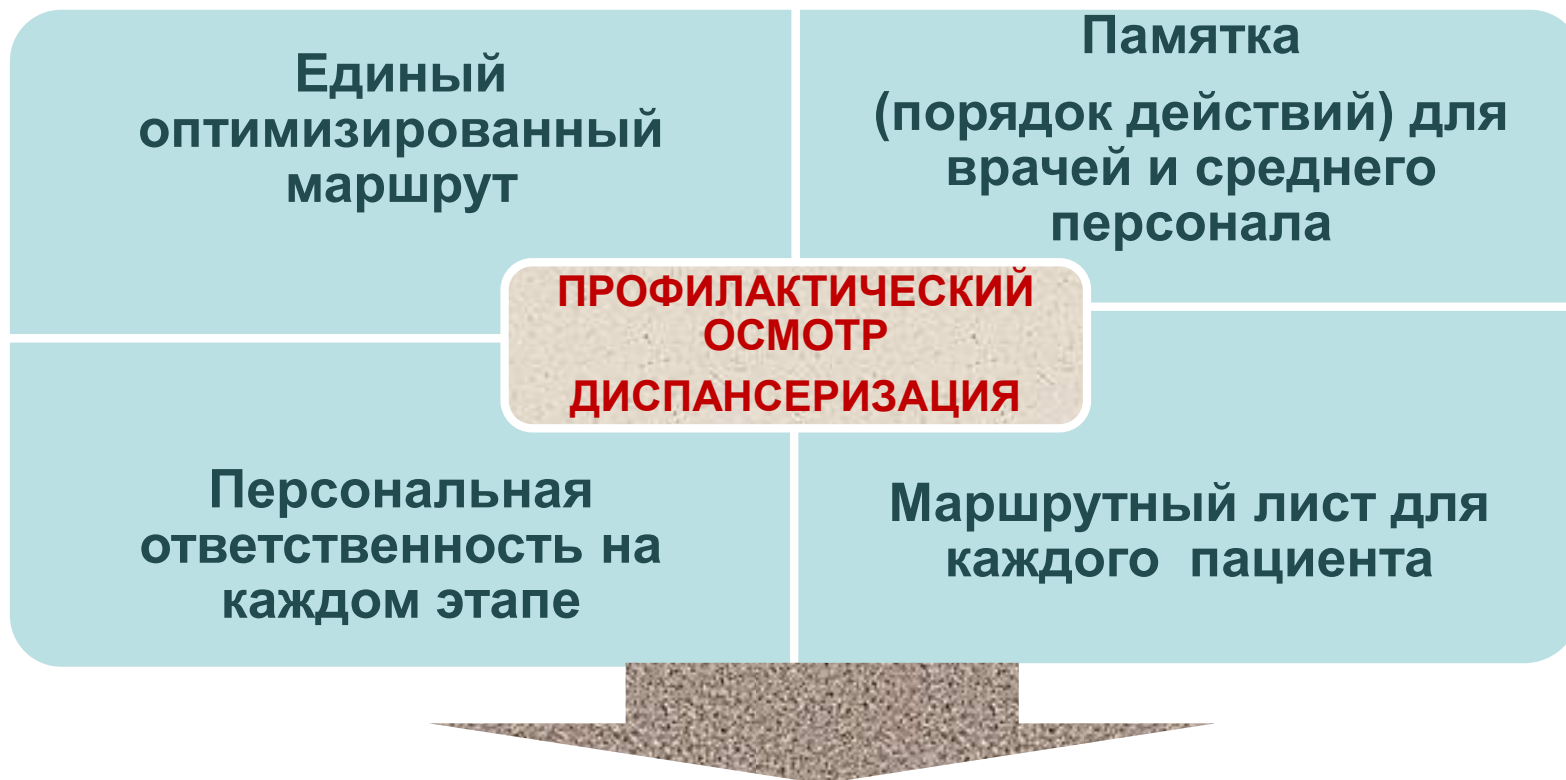 Единый
оптимизированный
маршрут
Памятка
(порядок действий) для
врачей и среднего
персонала
ПРОФИЛАКТИЧЕСКИЙ
ОСМОТР
ДИСПАНСЕРИЗАЦИЯ
Персональная
ответственность на
каждом этапе
Маршрутный лист для
каждого пациента